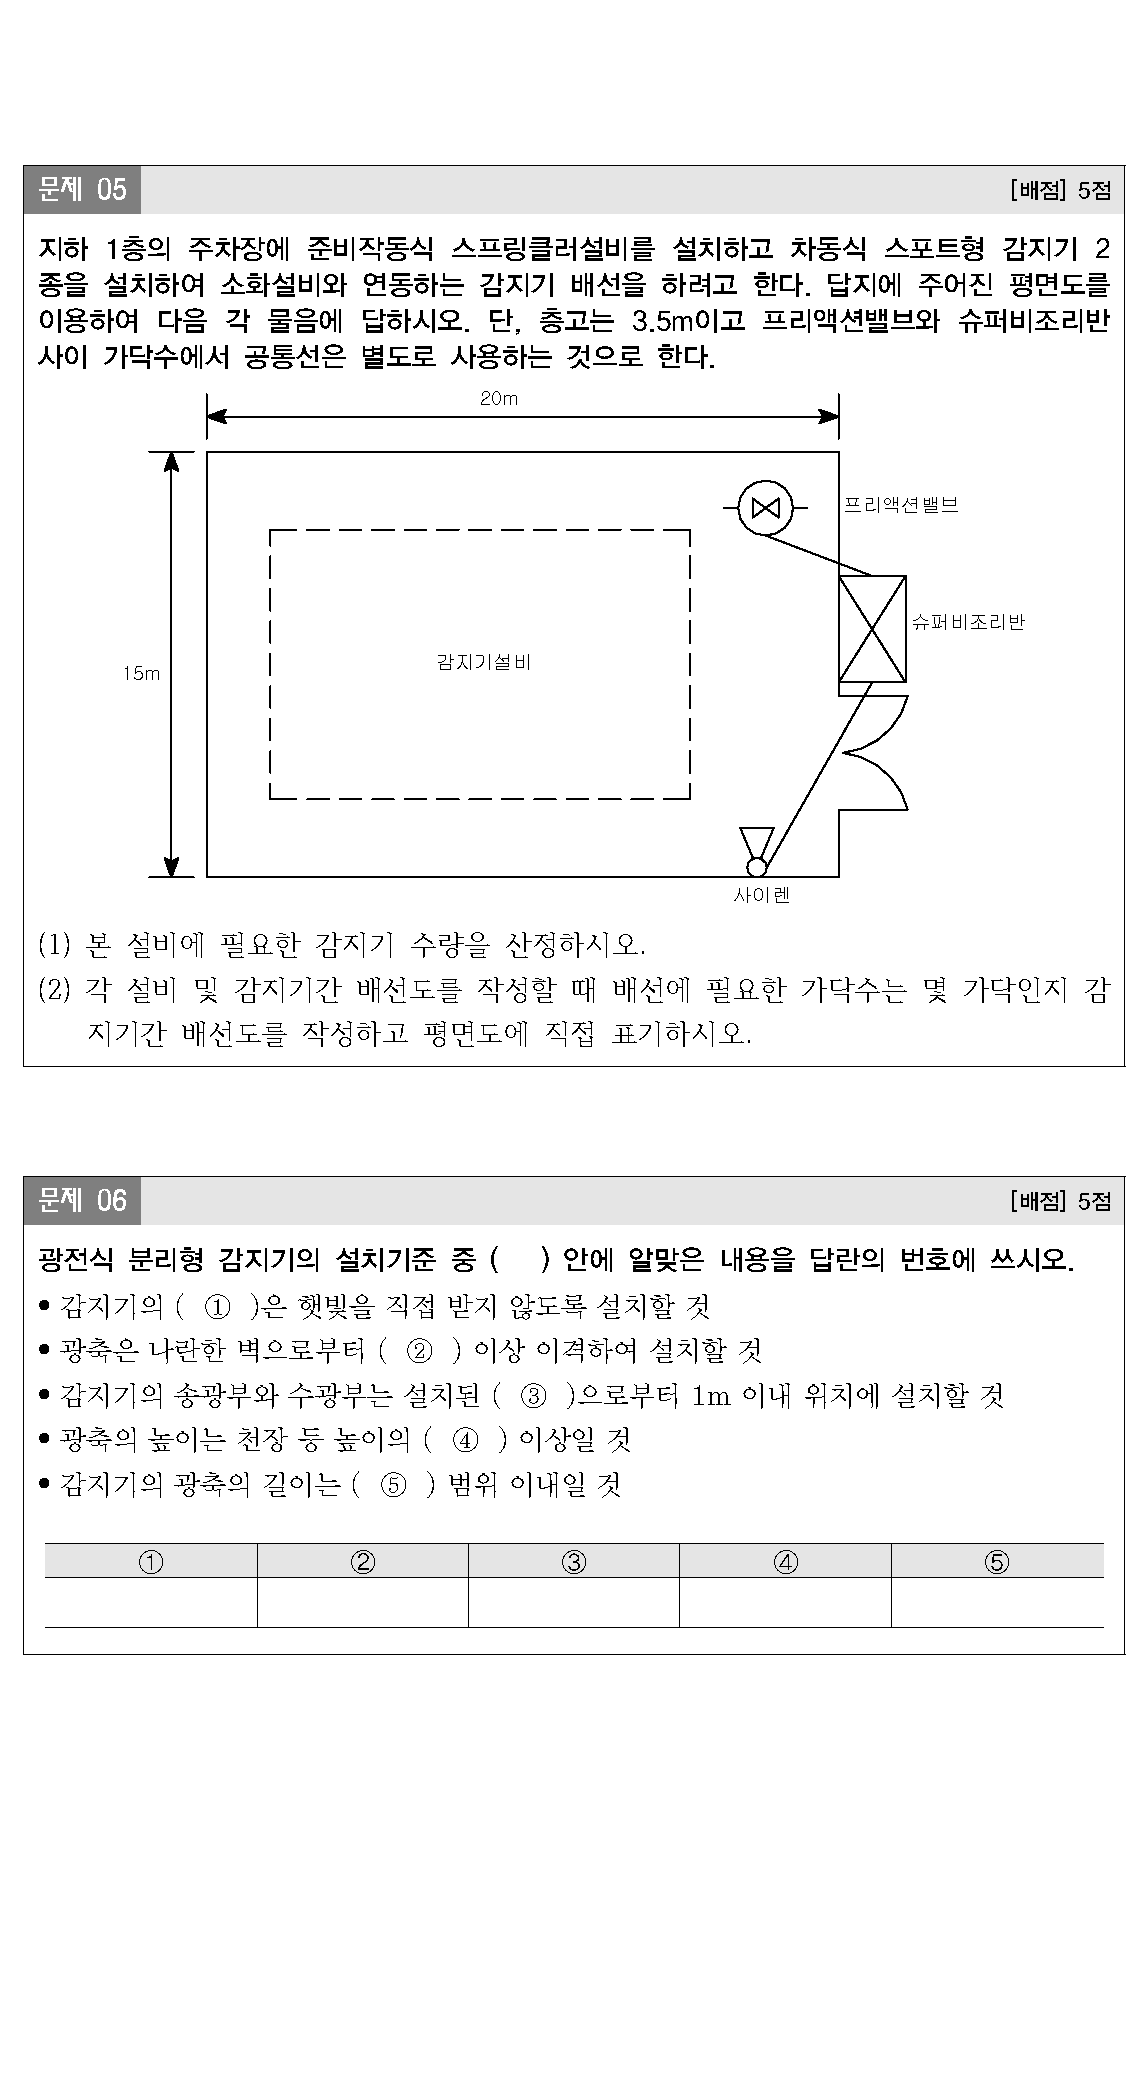 문제 05
[배점] 5점
지하 1층의 주차장에 준비작동식 스프링클러설비를 설치하고 차동식 스포트형 감지기 2
종을 설치하여 소화설비와 연동하는 감지기 배선을 하려고 한다. 답지에 주어진 평면도를
이용하여 다음 각 물음에 답하시오. 단, 층고는 3.5m이고 프리액션밸브와 슈퍼비조리반
사이 가닥수에서 공통선은 별도로 사용하는 것으로 한다.
20m
프리액션밸브
슈퍼비조리반
감지기설비
15m
사이렌
(1) 본 설비에 필요한 감지기 수량을 산정하시오.
(2) 각 설비 및 감지기간 배선도를 작성할 때 배선에 필요한 가닥수는 몇 가닥인지 감
지기간 배선도를 작성하고 평면도에 직접 표기하시오.
문제 06
[배점] 5점
광전식 분리형 감지기의 설치기준 중 (   ) 안에 알맞은 내용을 답란의 번호에 쓰시오.
• 감지기의 ( ① )은 햇빛을 직접 받지 않도록 설치할 것
• 광축은 나란한 벽으로부터 ( ② ) 이상 이격하여 설치할 것
• 감지기의 송광부와 수광부는 설치된 ( ③ )으로부터 1m 이내 위치에 설치할 것
• 광축의 높이는 천장 등 높이의 ( ④ ) 이상일 것
• 감지기의 광축의 길이는 ( ⑤ ) 범위 이내일 것
① ② ③ ④ ⑤